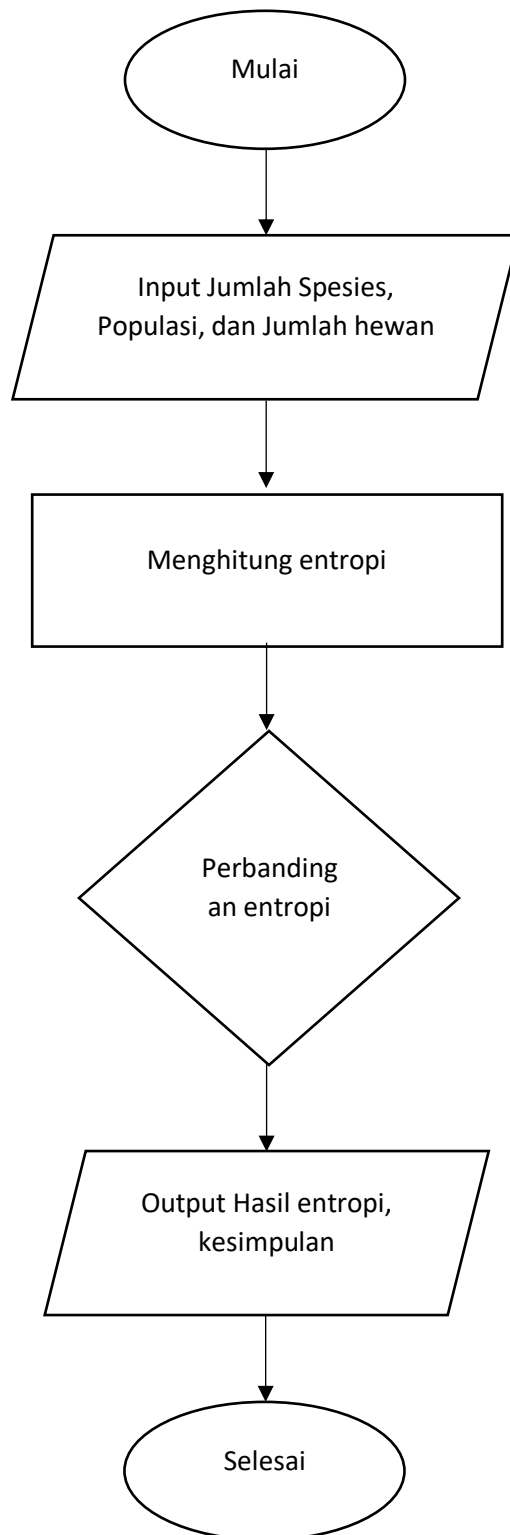 Mulai
Input Jumlah Spesies,
Populasi, dan Jumlah hewan
Menghitung entropi
Perbanding
an entropi
Output Hasil entropi,
kesimpulan
Selesai